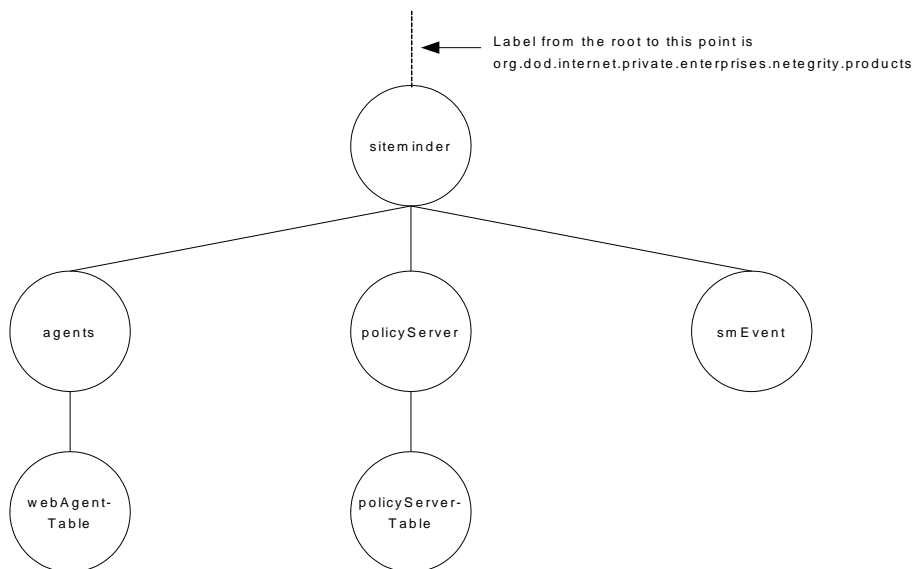 Label from the root to this point is
org.dod.internet.private.enterprises.netegrity.products
siteminder
agents
policyServer
smEvent
webAgent-
Table
policyServer-
Table